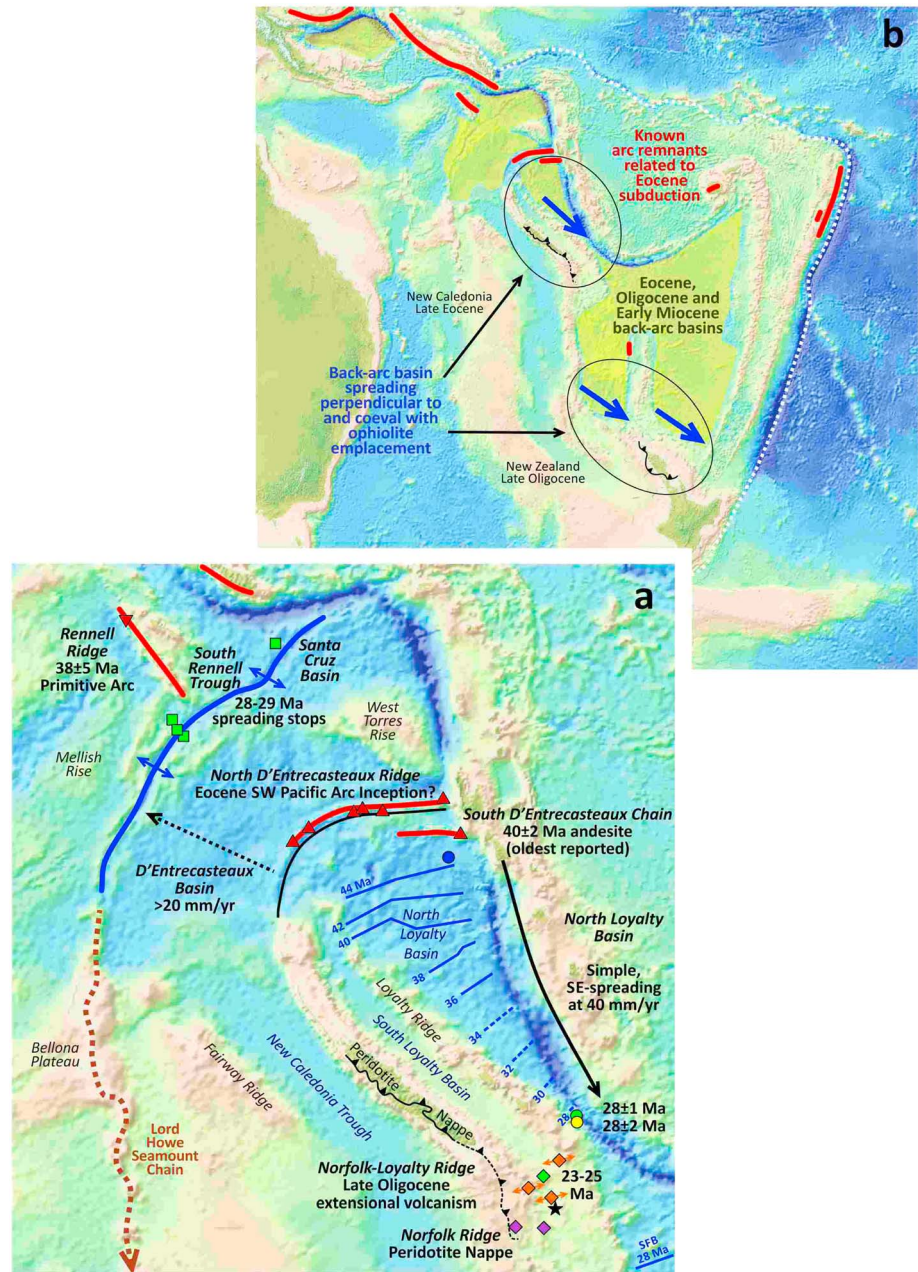 b
Known
arc remnants
related to
Eocene
subduction
New Caledonia
Late Eocene
Eocene,
Oligocene and
Early Miocene
back-arc basins
Back-arc basin
spreading
perpendicular to
and coeval with
ophiolite
emplacement
New Zealand
Late Oligocene
a
Rennell
Ridge
38±5 Ma
Primitive Arc
South
Rennell
Trough
Santa
Cruz
Basin
28-29 Ma
spreading stops
West
Torres
Rise
Mellish
Rise
North D'Entrecasteaux Ridge
Eocene SW Pacific Arc Inception?
South D'Entrecasteaux Chain
40±2 Ma andesite
(oldest reported)
D'Entrecasteaux
Basin
>20 mm/yr
44 Ma
42
40
North
Loyalty
Basin
38
36
34
32
30
28
North Loyalty
Basin
Simple,
SE-spreading
at 40 mm/yr
Loyalty Ridge
South Loyalty Basin
Peridotite
Nappe
New Caledonia Trough
Fairway Ridge
Bellona
Plateau
Lord
Howe
Seamount
Chain
28±1 Ma
28±2 Ma
23-25
Ma
Norfolk-Loyalty Ridge
Late Oligocene
extensional volcanism
Norfolk Ridge
Peridotite Nappe
SFB
28 Ma